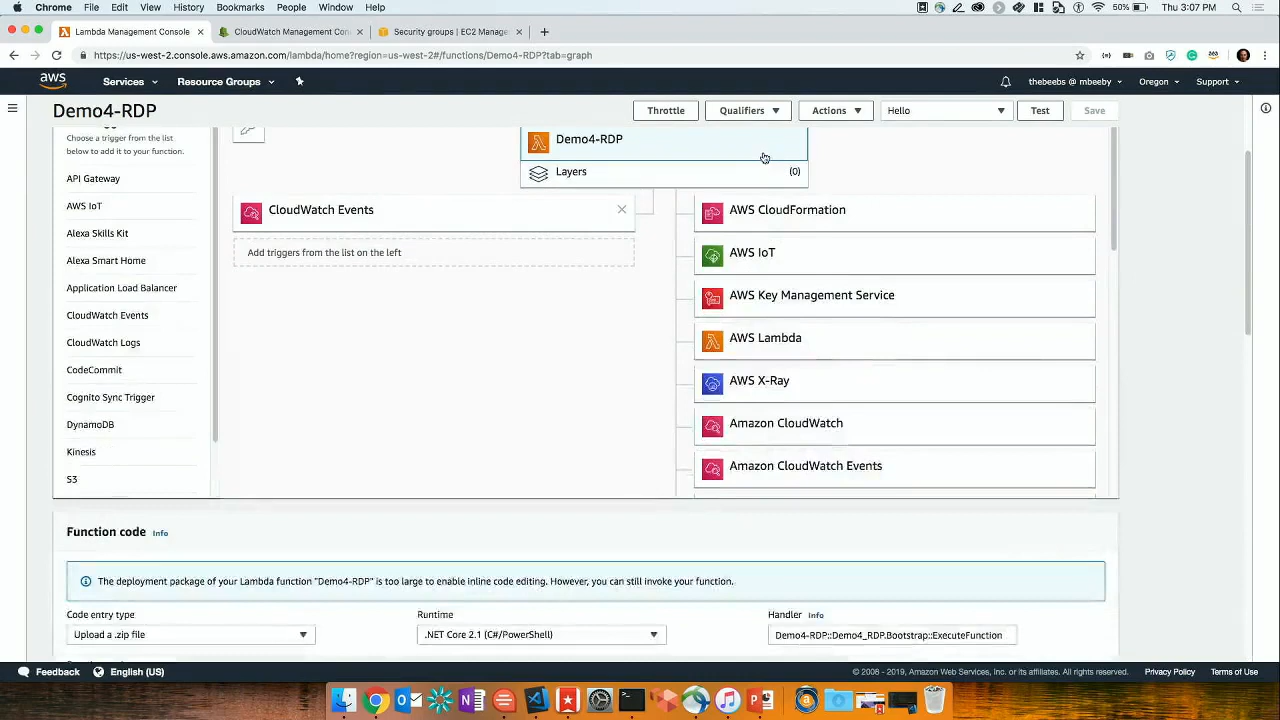 Chrome File Edit View History Bookmarks People Window Help 50% Thu 3:07 PM
Lambda Management Console CloudWatch Management Con Security groups | EC2 Manage
https://us-west-2.console.aws.amazon.com/lambda/home?region=us-west-2#/functions/Demo4-RDP?tab=graph
aws Services Resource Groups thebeebs @ mbeeby Oregon Support
Demo4-RDP Throttle Qualifiers Actions Hello Test Save
Choose a trigger from the list
below to add it to your function.
API Gateway
AWS IoT
Alexa Skills Kit
Alexa Smart Home
Application Load Balancer
CloudWatch Events
CloudWatch Logs
CodeCommit
Cognito Sync Trigger
DynamoDB
Kinesis
S3
Demo4-RDP
Layers (0)
CloudWatch Events
Add triggers from the list on the left
AWS CloudFormation
AWS IoT
AWS Key Management Service
AWS Lambda
AWS X-Ray
Amazon CloudWatch
Amazon CloudWatch Events
Function code Info
The deployment package of your Lambda function "Demo4-RDP" is too large to enable inline code editing. However, you can still invoke your function.
Code entry type Runtime Handler Info
Upload a .zip file .NET Core 2.1 (C#/PowerShell) Demo4-RDP::Demo4_RDP.Bootstrap::ExecuteFunction
Feedback English (US) © 2008 - 2019, Amazon Web Services, Inc. or its affiliates. All rights reserved. Privacy Policy Terms of Use